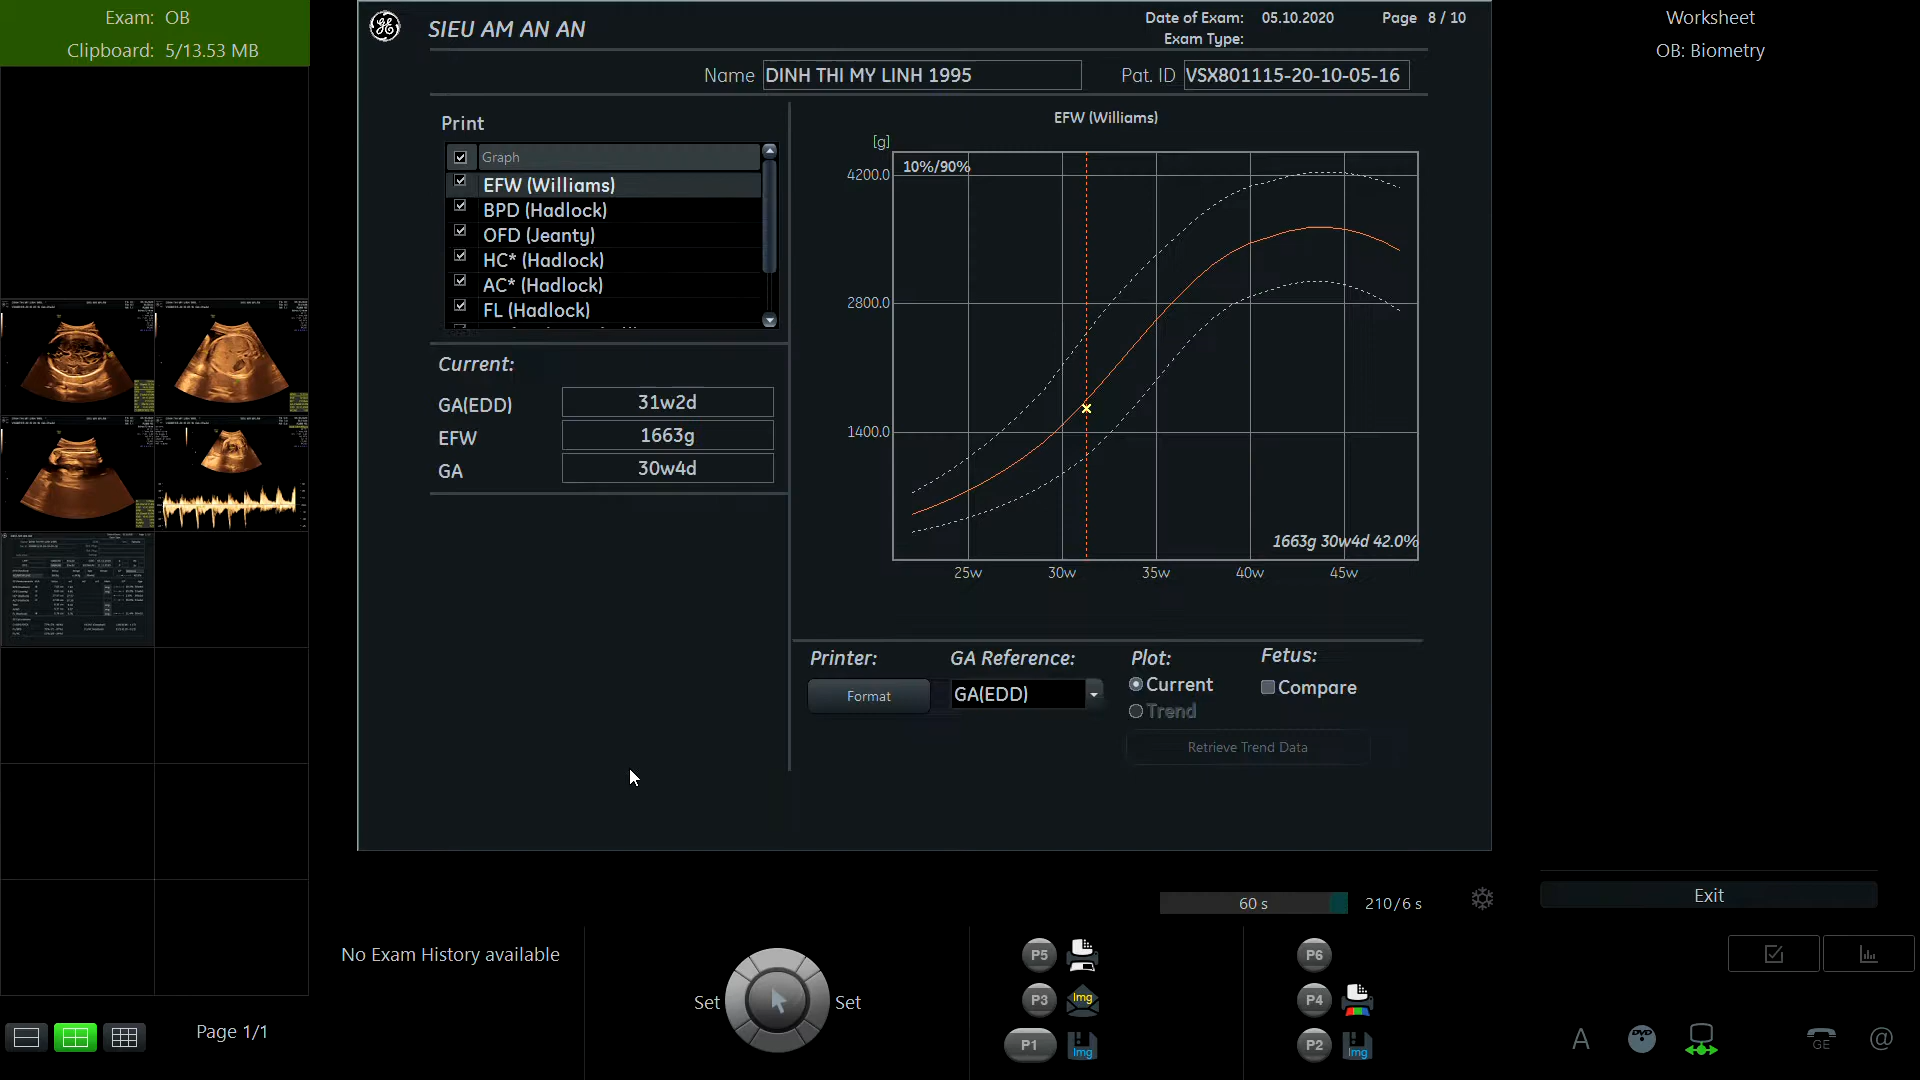 Exam: OB
Clipboard: 5/13.53 MB
SIEU AM AN AN
Date of Exam: 05.10.2020 Page 8 / 10
Exam Type:
Name DINH THI MY LINH 1995 Pat. ID VSX801115-20-10-05-16
Worksheet
OB: Biometry
Print
Graph
EFW (Williams)
BPD (Hadlock)
OFD (Jeanty)
HC* (Hadlock)
AC* (Hadlock)
FL (Hadlock)
Current:
GA(EDD) 31w2d
EFW 1663g
GA 30w4d
EFW (Williams)
[g]
10%/90%
4200.0
2800.0
1400.0
1663g 30w4d 42.0%
25w 30w 35w 40w 45w
Printer: GA Reference: Plot: Fetus:
Format GA(EDD) Current Compare
Trend
Retrieve Trend Data
60 s 210/6 s
Exit
No Exam History available
Set Set
P5 P6
P3 Img P4
P1 Img P2 Img
Page 1/1
A DVD GE @